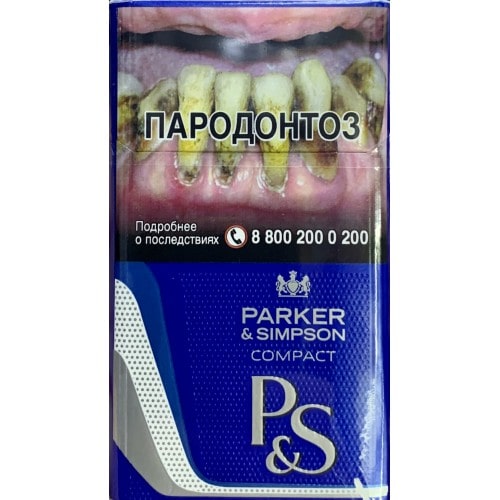 ПАРОДОНТОЗ
Подробнее
о последствиях 8 800 200 0 200
PARKER
& SIMPSON
COMPACT
P&S